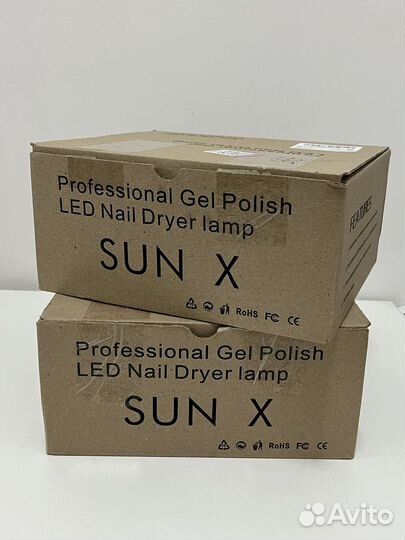 Professional Gel Polish
LED Nail Dryer lamp
SUN X
RoHS FC CE
FEATURES
Professional Gel Polish
LED Nail Dryer lamp
SUN X
RoHS FC CE
Avito